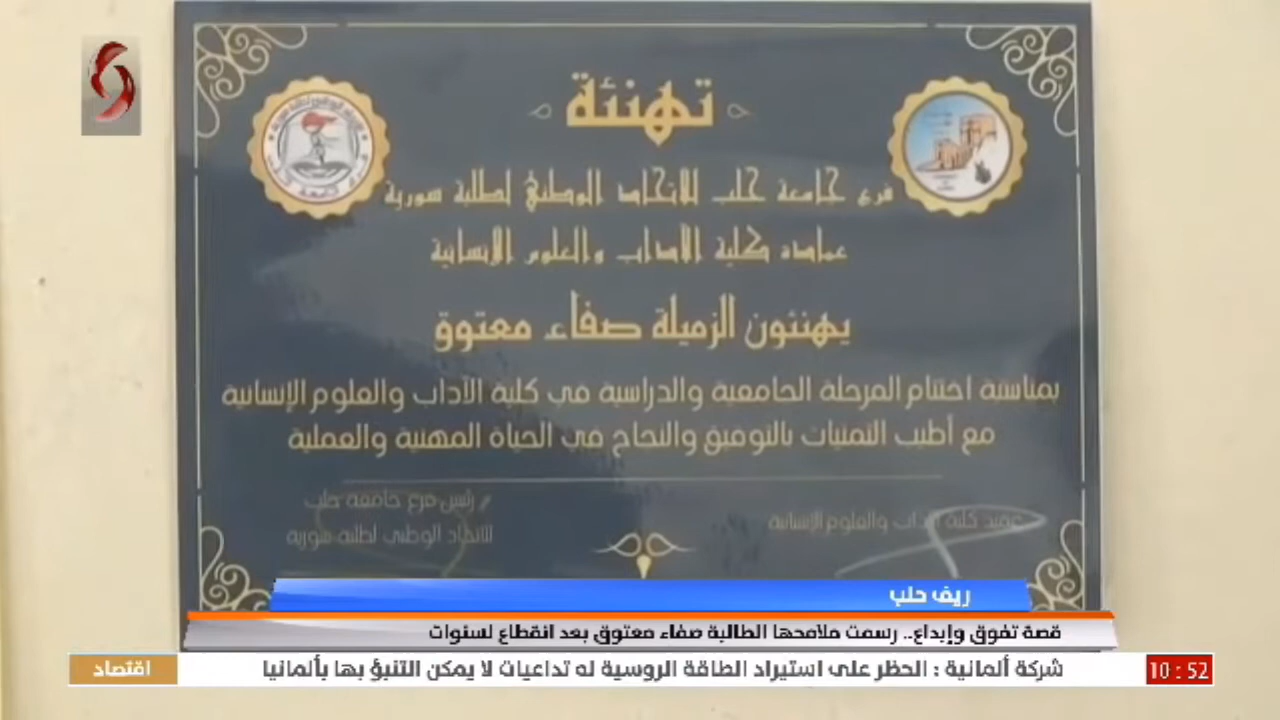 تهنئة
فرع جامعة حلب للاتحاد الوطني لطلبة سورية
عمادة كلية الآداب والعلوم الإنسانية
يهنئون الزميلة صفاء معتوق
بمناسبة اختتام المرحلة الجامعية والدراسية في كلية الآداب والعلوم الإنسانية
مع أطيب التمنيات بالتوفيق والنجاح في الحياة المهنية والعملية
عميد كلية الآداب والعلوم الإنسانية
رئيس فرع جامعة حلب
للاتحاد الوطني لطلبة سورية
ريف حلب
قصة تفوق وإبداع.. رسمت ملامحها الطالبة صفاء معتوق بعد انقطاع لسنوات
10:52 شركة ألمانية : الحظر على استيراد الطاقة الروسية له تداعيات لا يمكن التنبؤ بها بألمانيا اقتصاد